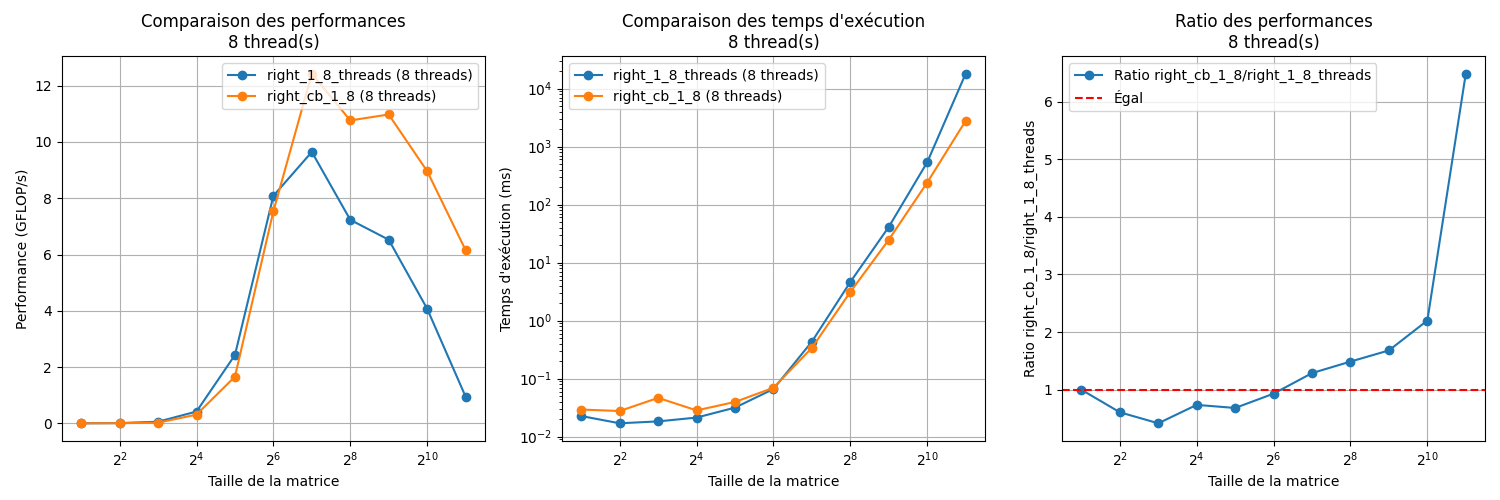 Comparaison des performances
8 thread(s)
right_1_8_threads (8 threads)
right_cb_1_8 (8 threads)
Performance (GFLOP/s)
12
10
8
6
4
2
0
2^2
2^4
2^6
2^8
2^10
Taille de la matrice
Comparaison des temps d'exécution
8 thread(s)
right_1_8_threads (8 threads)
right_cb_1_8 (8 threads)
Temps d'exécution (ms)
10^4
10^3
10^2
10^1
10^0
10^−1
10^−2
2^2
2^4
2^6
2^8
2^10
Taille de la matrice
Ratio des performances
8 thread(s)
Ratio right_cb_1_8/right_1_8_threads
Égal
Ratio right_cb_1_8/right_1_8_threads
6
5
4
3
2
1
2^2
2^4
2^6
2^8
2^10
Taille de la matrice